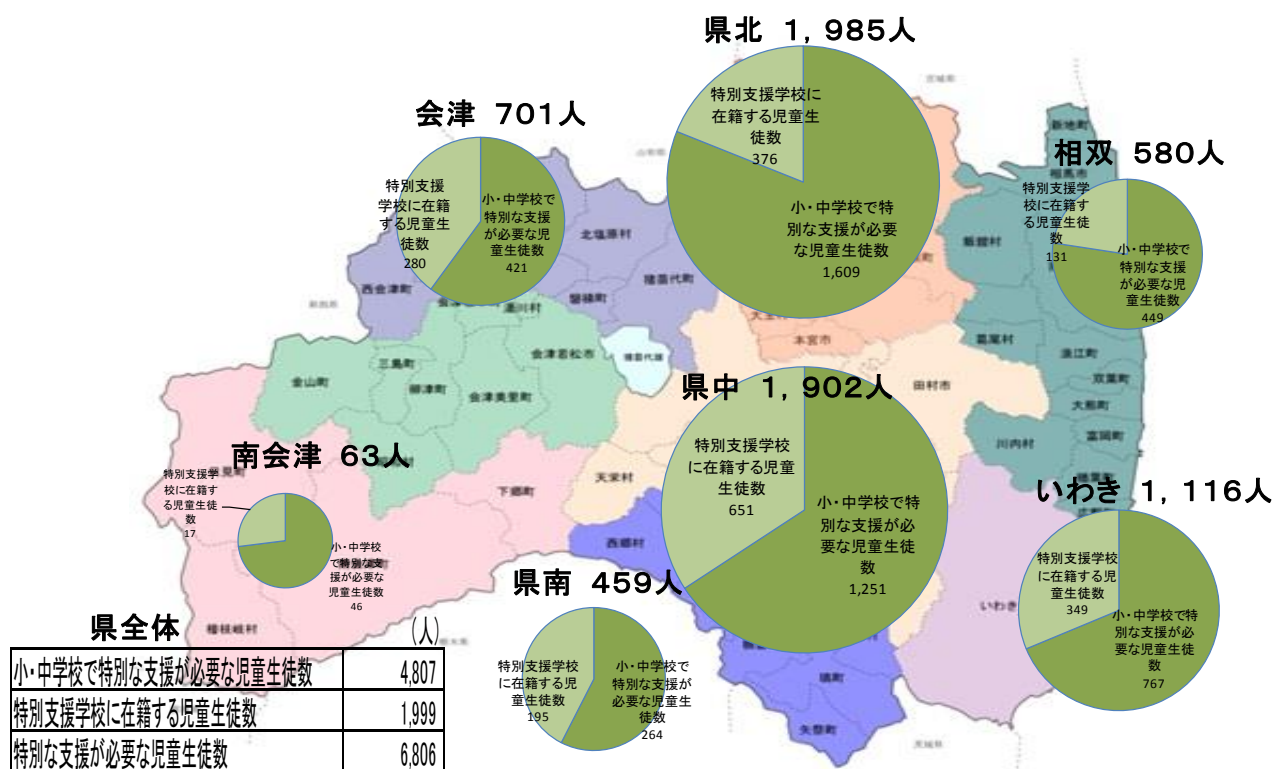 県北 1,985人
特別支援学校に
在籍する児童生
徒数
376
小・中学校で特
別な支援が必要
な児童生徒数
1,609
会津 701人
特別支援
学校に在籍
する児童生
徒数
280
小・中学校で
特別な支援
が必要な児
童生徒数
421
相双 580人
特別支援学
校に在籍す
る児童生徒
数
131
小・中学校で
特別な支援
が必要な児
童生徒数
449
県中 1,902人
特別支援学校
に在籍する児童
生徒数
651
小・中学校で特
別な支援が必
要な児童生徒
数
1,251
南会津 63人
特別支援学
校に在籍す
る児童生徒
数
17
小・中学校
で特別な支
援が必要な
児童生徒数
46
いわき 1,116人
特別支援学校
に在籍する児
童生徒数
349
小・中学校で特
別な支援が必
要な児童生徒
数
767
県南 459人
特別支援学校
に在籍する児
童生徒数
195
小・中学校で
特別な支援が
必要な児童生
徒数
264
県全体 (人)
小・中学校で特別な支援が必要な児童生徒数 4,807
特別支援学校に在籍する児童生徒数 1,999
特別な支援が必要な児童生徒数 6,806
新地町
相馬市
飯舘村
北塩原村
猪苗代町
磐梯町
西会津町
湯川村
会津若松市
猪苗代湖
三島町
金山町
柳津町
会津美里町
本宮市
田村市
葛尾村
浪江町
双葉町
大熊町
富岡町
川内村
天栄村
下郷町
西郷村
檜枝岐村
いわき
塙町
矢祭町
宮城県
山形県
新潟県
栃木県
茨城県